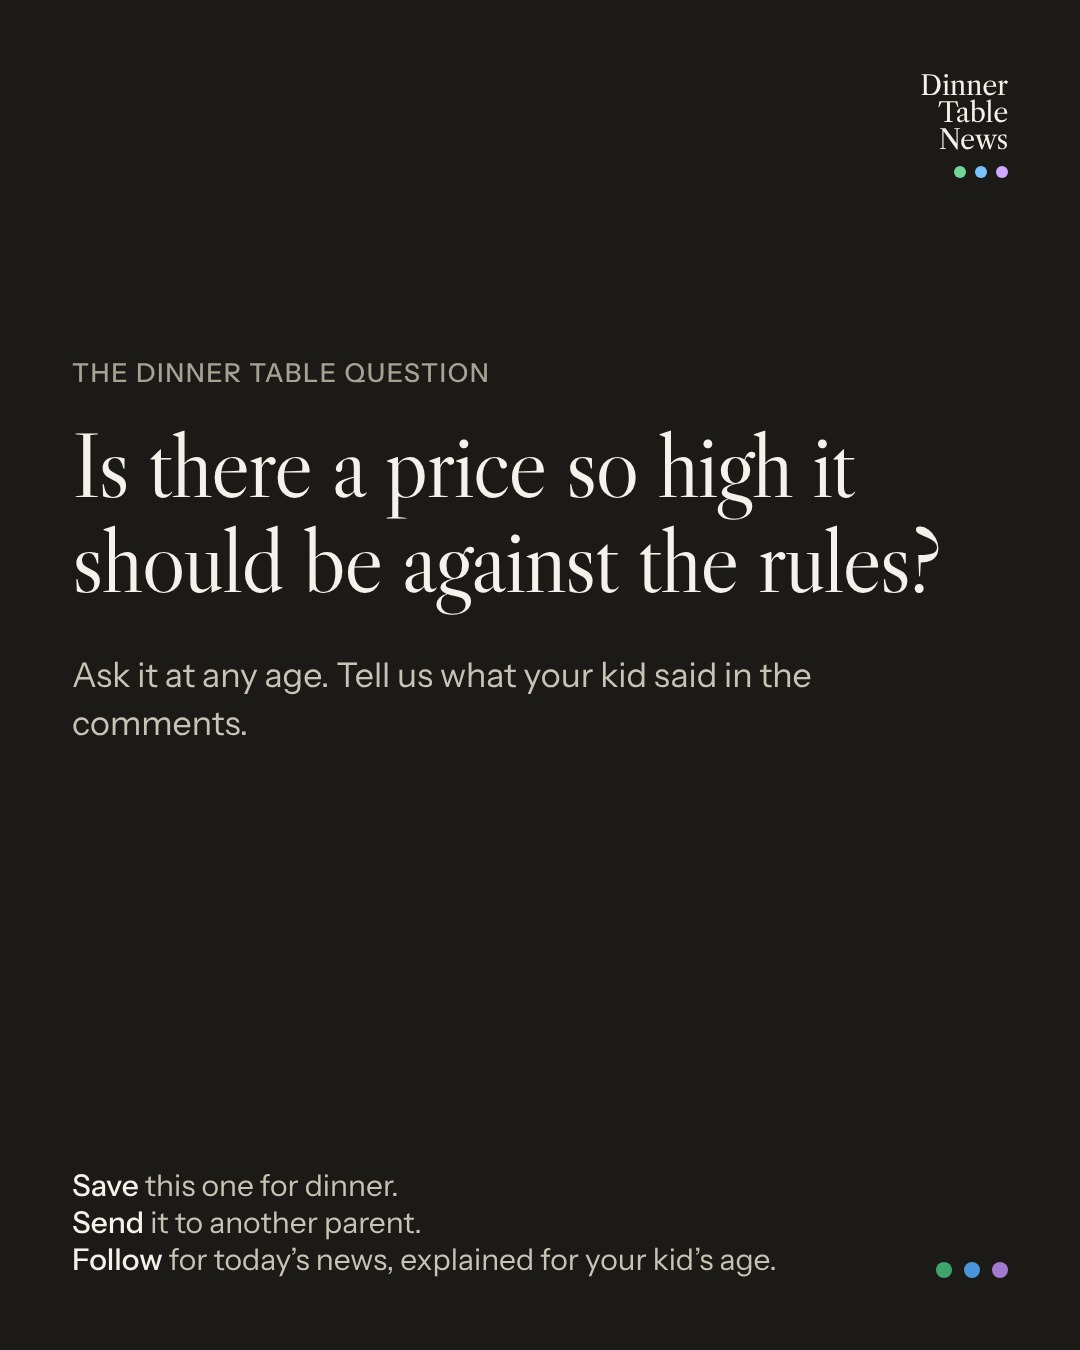 Dinner
Table
News
THE DINNER TABLE QUESTION
Is there a price so high it
should be against the rules?
Ask it at any age. Tell us what your kid said in the
comments.
Save this one for dinner.
Send it to another parent.
Follow for today’s news, explained for your kid’s age.